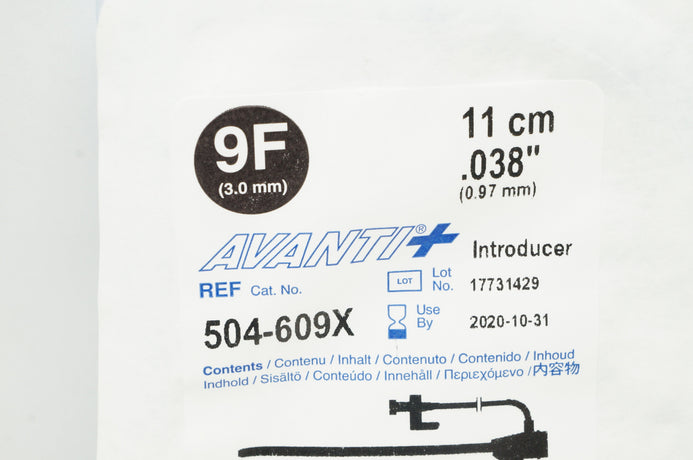 9F
(3.0 mm)
11 cm
.038"
(0.97 mm)
AVANTI®+ Introducer
REF Cat. No.
LOT Lot No. 17731429
504-609X
Use By 2020-10-31
Contents / Contenu / Inhalt / Contenuto / Contenido / Inhoud
Indhold / Sisältö / Conteúdo / Innehåll / Περιεχόμενο / 内容物